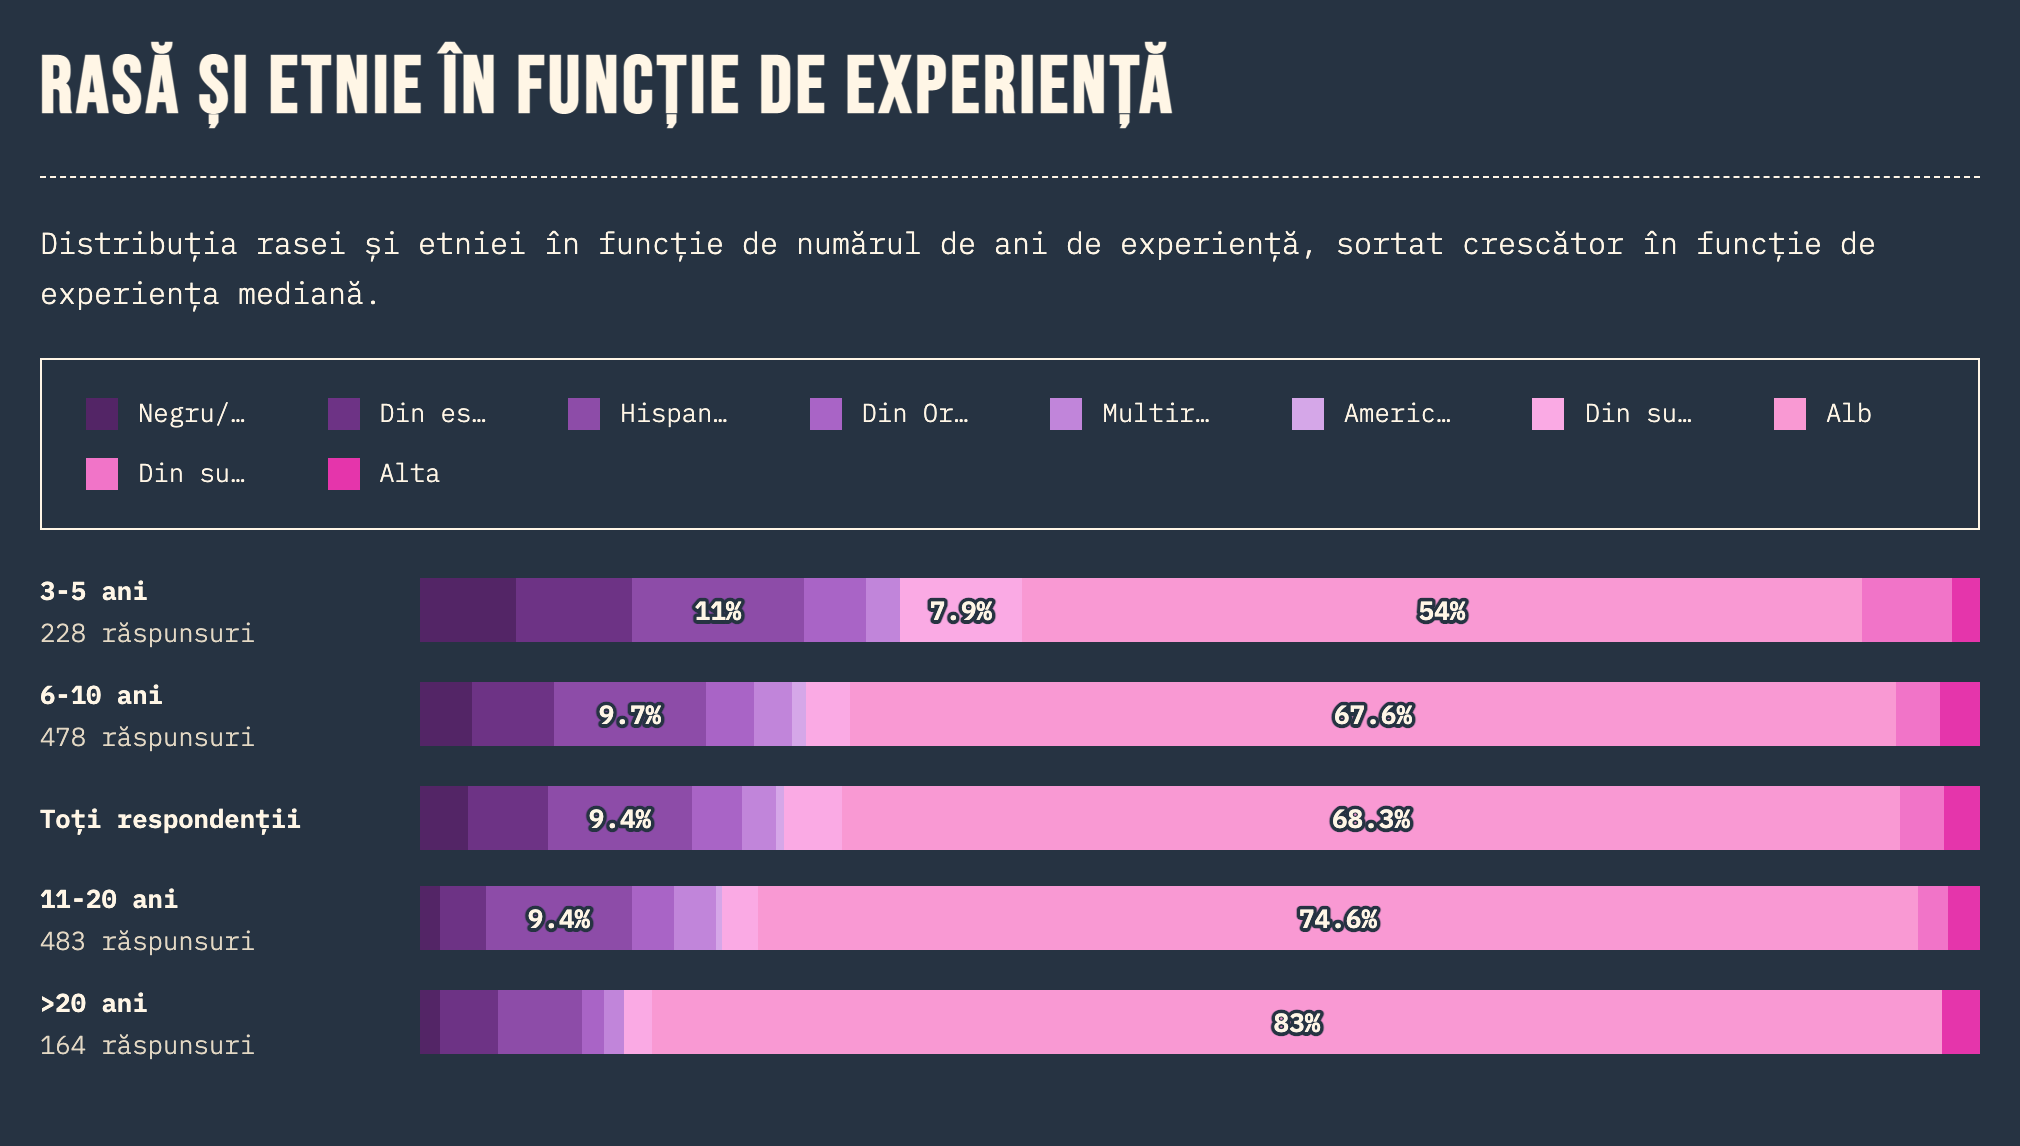 RASĂ ȘI ETNIE ÎN FUNCȚIE DE EXPERIENȚĂ
Distribuția rasei și etniei în funcție de numărul de ani de experiență, sortat crescător în funcție de
experiența mediană.
Negru/… Din es… Hispan… Din Or… Multir… Americ… Din su… Alb
Din su… Alta
3-5 ani
228 răspunsuri
11% 7.9% 54%
6-10 ani
478 răspunsuri
9.7% 67.6%
Toți respondenții
9.4% 68.3%
11-20 ani
483 răspunsuri
9.4% 74.6%
>20 ani
164 răspunsuri
83%